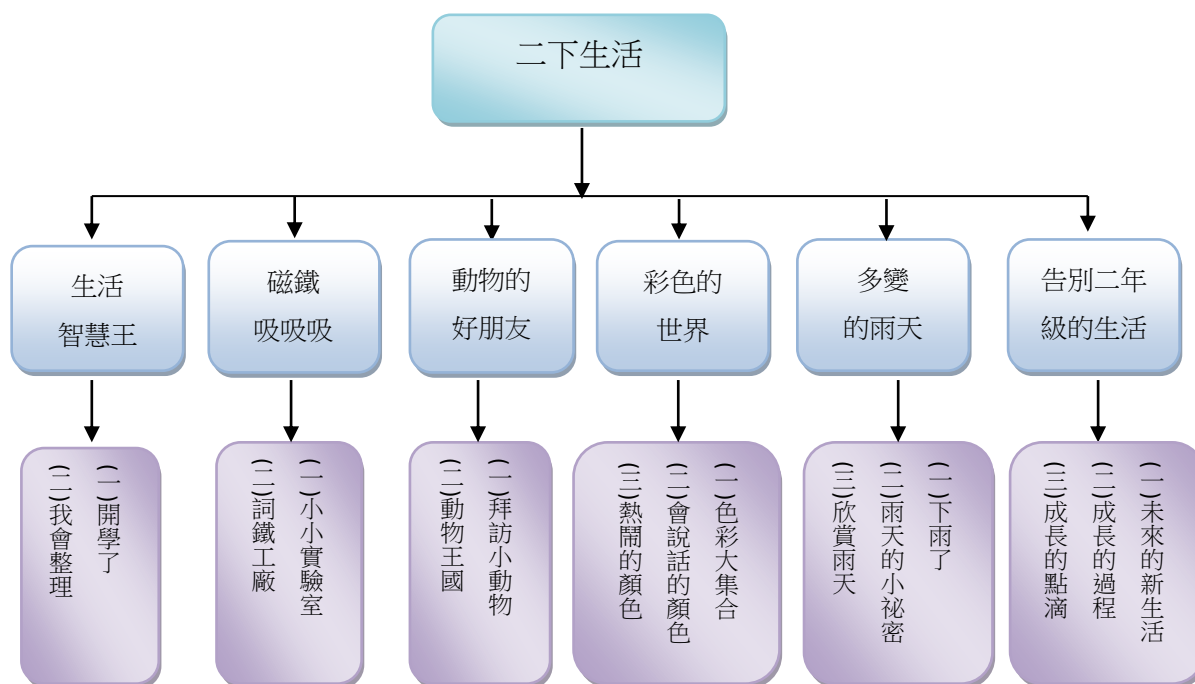 二下生活
生活
智慧王
磁鐵
吸吸吸
動物的
好朋友
彩色的
世界
多變
的雨天
告別二年
級的生活
(一)開學了
(二)我會整理
(一)小小實驗室
(二)詞鐵工廠
(一)拜訪小動物
(二)動物王國
(一)色彩大集合
(二)會說話的顏色
(三)熱鬧的顏色
(一)下雨了
(二)雨天的小祕密
(三)欣賞雨天
(一)未來的新生活
(二)成長的過程
(三)成長的點滴